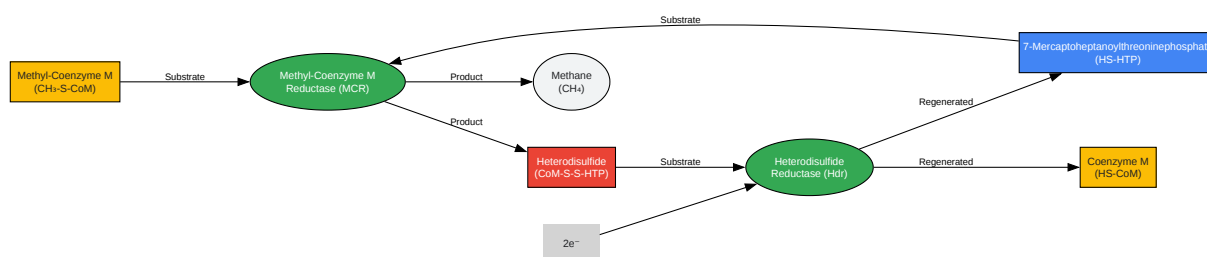 Substrate
7-Mercaptoheptanoylthreoninephosphat
(HS-HTP)
Methyl-Coenzyme M
(CH₃-S-CoM)
Substrate
Methyl-Coenzyme M
Reductase (MCR)
Product
Methane
(CH₄)
Regenerated
Product
Heterodisulfide
(CoM-S-S-HTP)
Substrate
Heterodisulfide
Reductase (Hdr)
Regenerated
Coenzyme M
(HS-CoM)
2e⁻